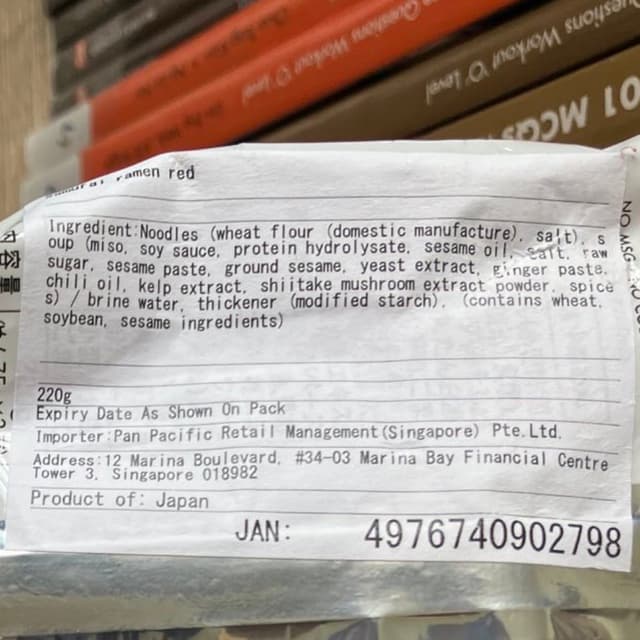 ramen red
Ingredient:Noodles (wheat flour (domestic manufacture), salt), s
oup (miso, soy sauce, protein hydrolysate, sesame oil, salt, raw
sugar, sesame paste, ground sesame, yeast extract, ginger paste,
chili oil, kelp extract, shiitake mushroom extract powder, spice
s) / brine water, thickener (modified starch), (contains wheat,
soybean, sesame ingredients)
220g
Expiry Date As Shown On Pack
Importer:Pan Pacific Retail Management(Singapore) Pte.Ltd.
Address:12 Marina Boulevard, #34-03 Marina Bay Financial Centre
Tower 3, Singapore 018982
Product of: Japan
JAN: 4976740902798
Questions Workout 'O' Level
Questions Workout 'O' Level
01 MCQs